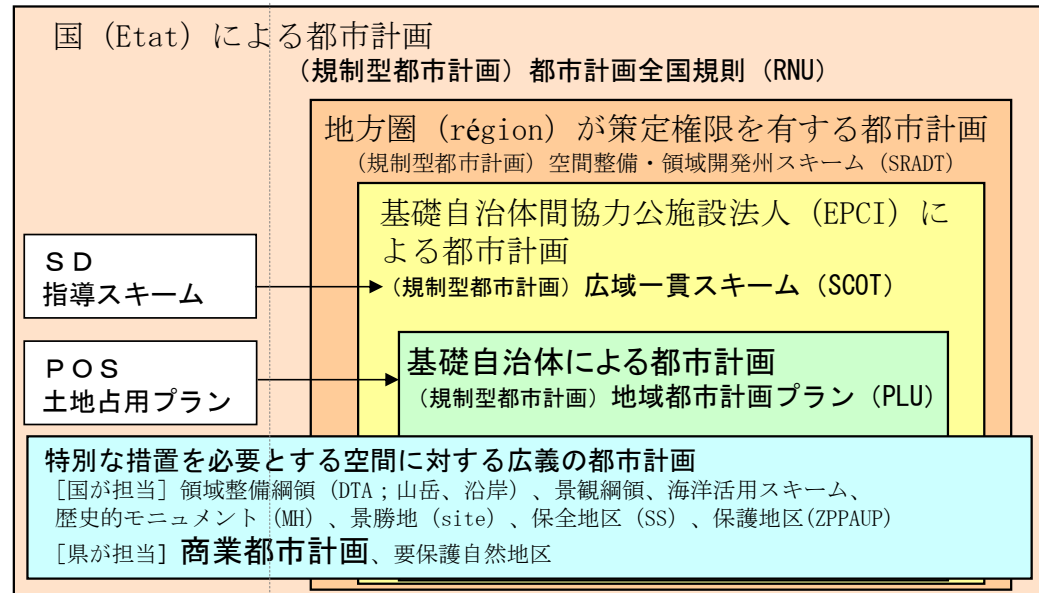 国（Etat）による都市計画
（規制型都市計画）都市計画全国規則（RNU）
地方圏（région）が策定権限を有する都市計画
（規制型都市計画）空間整備・領域開発州スキーム（SRADT）
基礎自治体間協力公施設法人（EPCI）に
よる都市計画
（規制型都市計画）広域一貫スキーム（SCOT）
ＳＤ
指導スキーム
基礎自治体による都市計画
（規制型都市計画）地域都市計画プラン（PLU）
ＰＯＳ
土地占用プラン
特別な措置を必要とする空間に対する広義の都市計画
［国が担当］領域整備綱領（DTA；山岳、沿岸）、景観綱領、海洋活用スキーム、
歴史的モニュメント（MH）、景勝地（site）、保全地区（SS）、保護地区(ZPPAUP)
［県が担当］商業都市計画、要保護自然地区